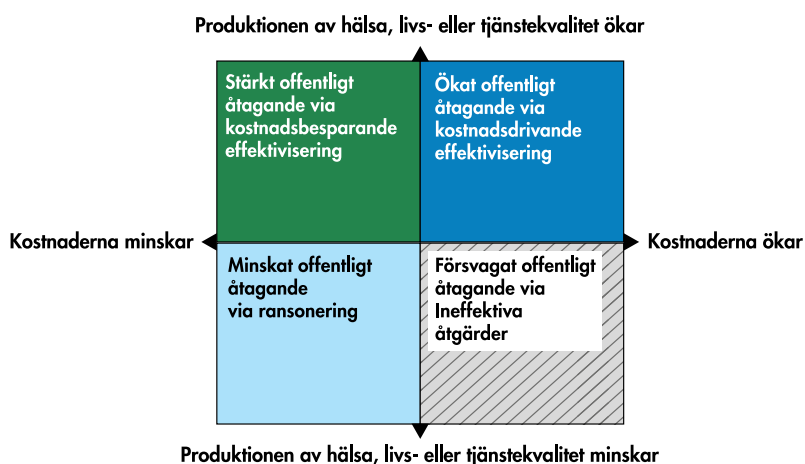 Produktionen av hälsa, livs- eller tjänstekvalitet ökar
Stärkt offentligt
åtagande via
kostnadsbesparande
effektivisering
Ökat offentligt
åtagande via
kostnadsdrivande
effektivisering
Kostnaderna minskar
Kostnaderna ökar
Minskat offentligt
åtagande
via ransonering
Försvagat offentligt
åtagande via
Ineffektiva
åtgärder
Produktionen av hälsa, livs- eller tjänstekvalitet minskar